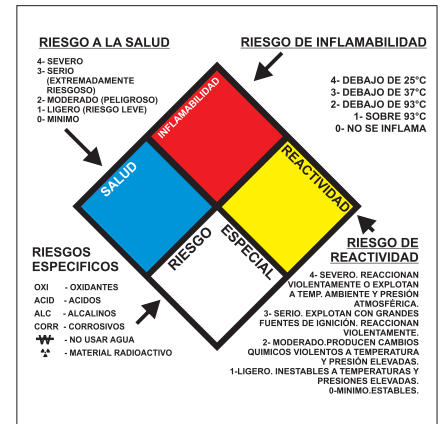 RIESGO A LA SALUD
4- SEVERO
3- SERIO
(EXTREMADAMENTE
RIESGOSO)
2- MODERADO (PELIGROSO)
1- LIGERO (RIESGO LEVE)
0- MINIMO
RIESGO DE INFLAMABILIDAD
4- DEBAJO DE 25°C
3- DEBAJO DE 37°C
2- DEBAJO DE 93°C
1- SOBRE 93°C
0- NO SE INFLAMA
INFLAMABILIDAD
SALUD
REACTIVIDAD
RIESGO
ESPECIAL
RIESGOS
ESPECIFICOS
OXI - OXIDANTES
ACID - ACIDOS
ALC - ALCALINOS
CORR - CORROSIVOS
W - NO USAR AGUA
- MATERIAL RADIOACTIVO
RIESGO DE
REACTIVIDAD
4- SEVERO. REACCIONAN
VIOLENTAMENTE O EXPLOTAN
A TEMP. AMBIENTE Y PRESIÓN
ATMOSFÉRICA.
3- SERIO. EXPLOTAN CON GRANDES
FUENTES DE IGNICIÓN. REACCIONAN
VIOLENTAMENTE.
2- MODERADO.PRODUCEN CAMBIOS
QUIMICOS VIOLENTOS A TEMPERATURA
Y PRESIÓN ELEVADAS.
1-LIGERO. INESTABLES A TEMPERATURAS Y
PRESIONES ELEVADAS.
0-MINIMO.ESTABLES.